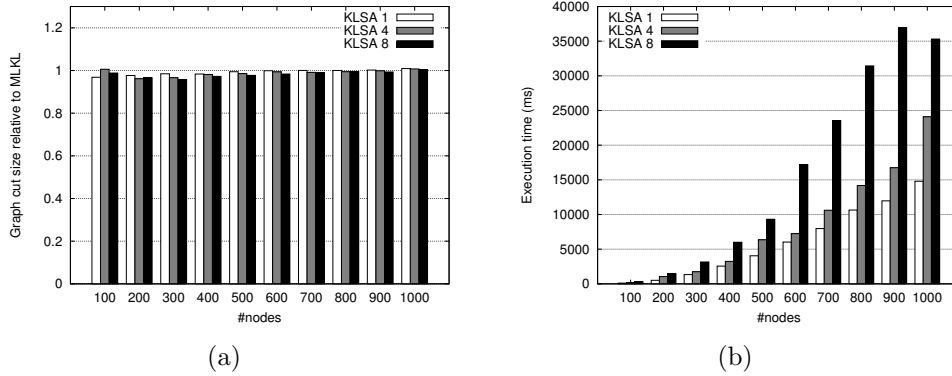 KLSA 1
KLSA 4
KLSA 8
1.2
1
0.8
0.6
0.4
0.2
0
Graph cut size relative to MLKL
100 200 300 400 500 600 700 800 900 1000
#nodes
(a)
KLSA 1
KLSA 4
KLSA 8
40000
35000
30000
25000
20000
15000
10000
5000
0
Execution time (ms)
100 200 300 400 500 600 700 800 900 1000
#nodes
(b)